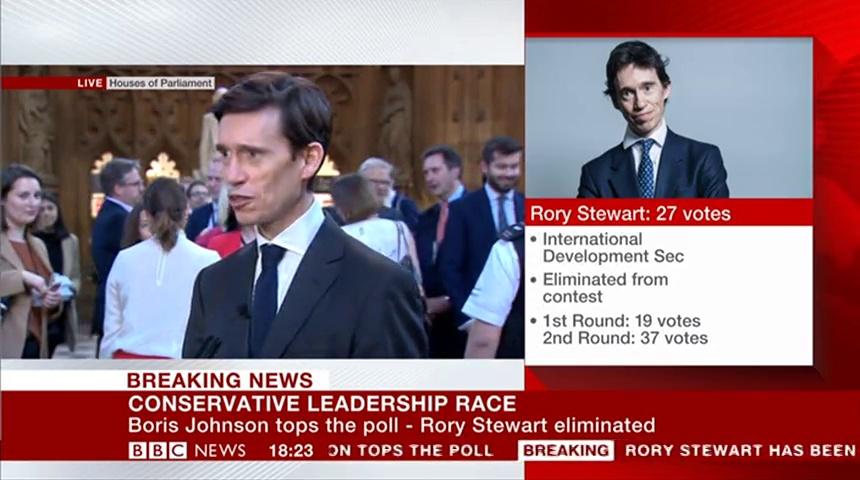 LIVE Houses of Parliament
Rory Stewart: 27 votes
• International
Development Sec
• Eliminated from
contest
• 1st Round: 19 votes
2nd Round: 37 votes
BREAKING NEWS
CONSERVATIVE LEADERSHIP RACE
Boris Johnson tops the poll - Rory Stewart eliminated
BBC NEWS 18:23 ON TOPS THE POLL BREAKING RORY STEWART HAS BEEN